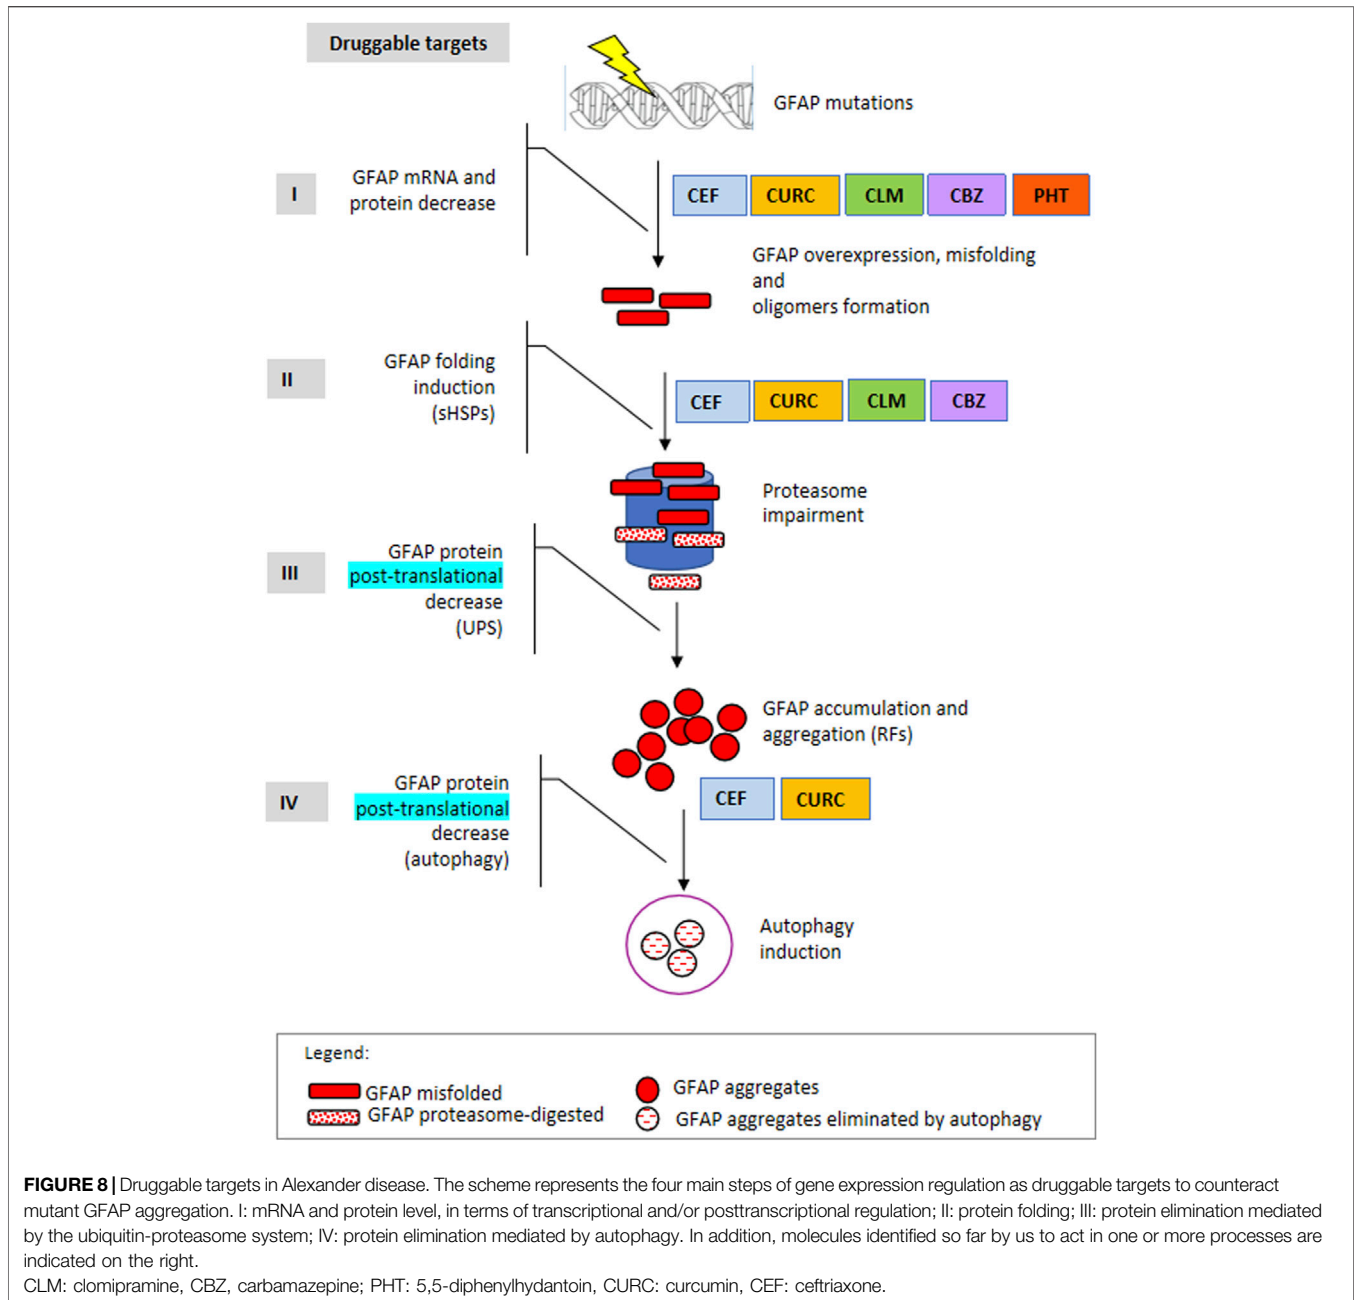 Druggable targets
GFAP mutations
I
GFAP mRNA and
protein decrease
CEF CURC CLM CBZ PHT
GFAP overexpression, misfolding
and
oligomers formation
II
GFAP folding
induction
(sHSPs)
CEF CURC CLM CBZ
Proteasome
impairment
III
GFAP protein
post-translational
decrease
(UPS)
GFAP accumulation and
aggregation (RFs)
IV
GFAP protein
post-translational
decrease
(autophagy)
CEF CURC
Autophagy
induction
Legend:
GFAP misfolded
GFAP proteasome-digested
GFAP aggregates
GFAP aggregates eliminated by autophagy
FIGURE 8 | Druggable targets in Alexander disease. The scheme represents the four main steps of gene expression regulation as druggable targets to counteract
mutant GFAP aggregation. I: mRNA and protein level, in terms of transcriptional and/or posttranscriptional regulation; II: protein folding; III: protein elimination mediated
by the ubiquitin-proteasome system; IV: protein elimination mediated by autophagy. In addition, molecules identified so far by us to act in one or more processes are
indicated on the right.
CLM: clomipramine, CBZ, carbamazepine; PHT: 5,5-diphenylhydantoin, CURC: curcumin, CEF: ceftriaxone.